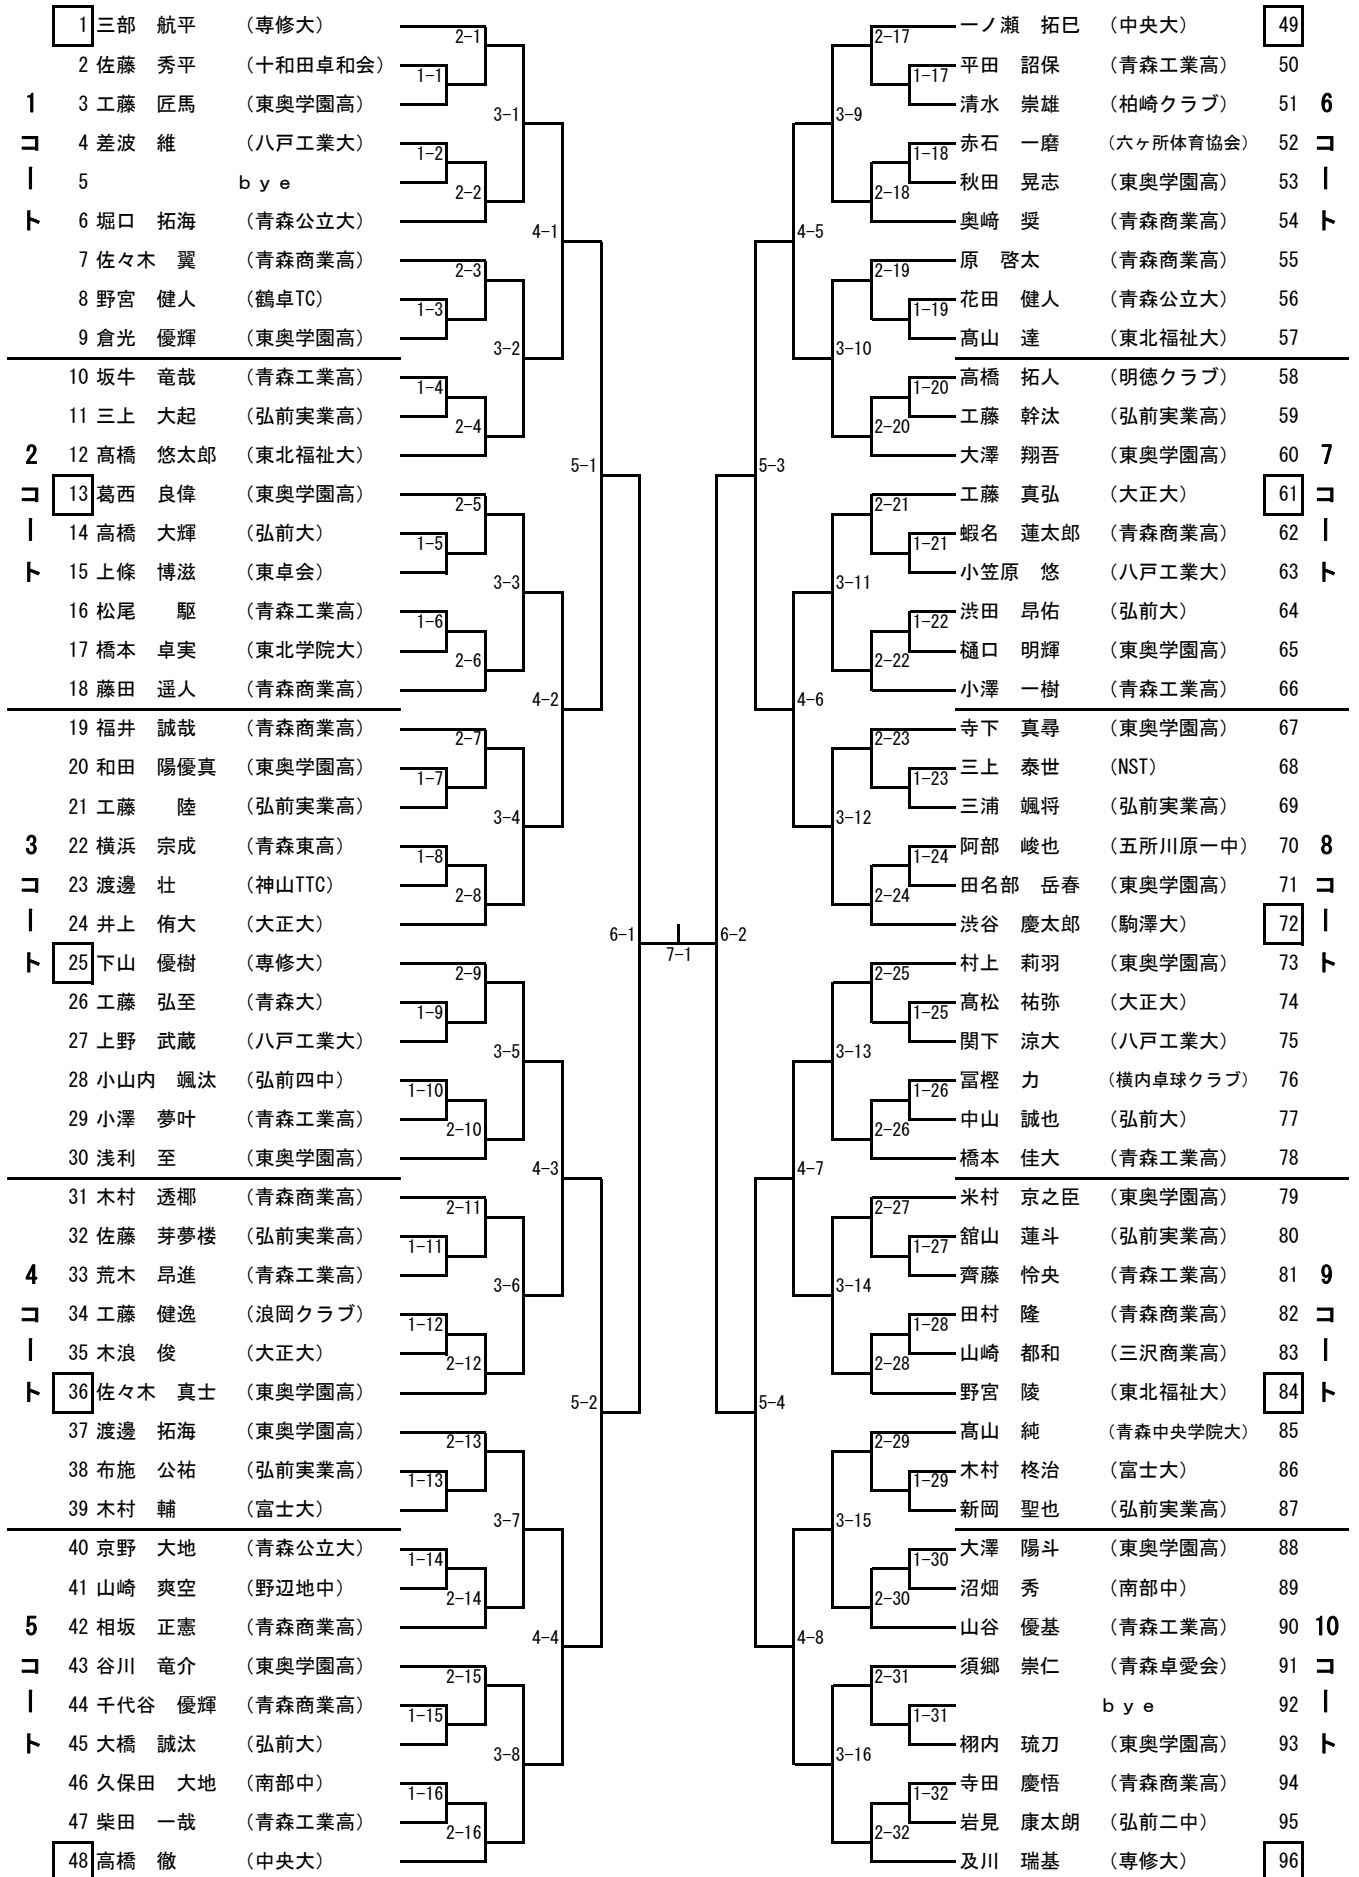 1 三部　航平　（専修大）
2 佐藤　秀平　（十和田卓和会）
3 工藤　匠馬　（東奥学園高）
4 差波　維　（八戸工業大）
5 ｂｙｅ
6 堀口　拓海　（青森公立大）
7 佐々木　翼　（青森商業高）
8 野宮　健人　（鶴卓TC）
9 倉光　優輝　（東奥学園高）
10 坂牛　竜哉　（青森工業高）
11 三上　大起　（弘前実業高）
12 髙橋　悠太郎　（東北福祉大）
13 葛西　良偉　（東奥学園高）
14 高橋　大輝　（弘前大）
15 上條　博滋　（東卓会）
16 松尾　　駆　（青森工業高）
17 橋本　卓実　（東北学院大）
18 藤田　遥人　（青森商業高）
19 福井　誠哉　（青森商業高）
20 和田　陽優真　（東奥学園高）
21 工藤　　陸　（弘前実業高）
22 横浜　宗成　（青森東高）
23 渡邊　壮　（神山TTC）
24 井上　侑大　（大正大）
25 下山　優樹　（専修大）
26 工藤　弘至　（青森大）
27 上野　武蔵　（八戸工業大）
28 小山内　颯汰　（弘前四中）
29 小澤　夢叶　（青森工業高）
30 浅利　至　（東奥学園高）
31 木村　透椰　（青森商業高）
32 佐藤　芽夢楼　（弘前実業高）
33 荒木　昂進　（青森工業高）
34 工藤　健逸　（浪岡クラブ）
35 木浪　俊　（大正大）
36 佐々木　真士　（東奥学園高）
37 渡邊　拓海　（東奥学園高）
38 布施　公祐　（弘前実業高）
39 木村　輔　（富士大）
40 京野　大地　（青森公立大）
41 山崎　爽空　（野辺地中）
42 相坂　正憲　（青森商業高）
43 谷川　竜介　（東奥学園高）
44 千代谷　優輝　（青森商業高）
45 大橋　誠汰　（弘前大）
46 久保田　大地　（南部中）
47 柴田　一哉　（青森工業高）
48 高橋　徹　（中央大）
1コート
2コート
3コート
4コート
5コート
1-1
1-2
1-3
1-4
1-5
1-6
1-7
1-8
1-9
1-10
1-11
1-12
1-13
1-14
1-15
1-16
2-1
2-2
2-3
2-4
2-5
2-6
2-7
2-8
2-9
2-10
2-11
2-12
2-13
2-14
2-15
2-16
3-1
3-2
3-3
3-4
3-5
3-6
3-7
3-8
4-1
4-2
4-3
4-4
5-1
5-2
6-1
7-1
6-2
5-3
5-4
4-5
4-6
4-7
4-8
3-9
3-10
3-11
3-12
3-13
3-14
3-15
3-16
2-17
2-18
2-19
2-20
2-21
2-22
2-23
2-24
2-25
2-26
2-27
2-28
2-29
2-30
2-31
2-32
1-17
1-18
1-19
1-20
1-21
1-22
1-23
1-24
1-25
1-26
1-27
1-28
1-29
1-30
1-31
1-32
一ノ瀬　拓巳　（中央大）　49
平田　詔保　（青森工業高）　50
清水　崇雄　（柏崎クラブ）　51
赤石　一磨　（六ヶ所体育協会）　52
秋田　晃志　（東奥学園高）　53
奥﨑　奨　（青森商業高）　54
原　啓太　（青森商業高）　55
花田　健人　（青森公立大）　56
髙山　達　（東北福祉大）　57
高橋　拓人　（明徳クラブ）　58
工藤　幹汰　（弘前実業高）　59
大澤　翔吾　（東奥学園高）　60
工藤　真弘　（大正大）　61
蝦名　蓮太郎　（青森商業高）　62
小笠原　悠　（八戸工業大）　63
渋田　昂佑　（弘前大）　64
樋口　明輝　（東奥学園高）　65
小澤　一樹　（青森工業高）　66
寺下　真尋　（東奥学園高）　67
三上　泰世　（NST）　68
三浦　颯将　（弘前実業高）　69
阿部　峻也　（五所川原一中）　70
田名部　岳春　（東奥学園高）　71
渋谷　慶太郎　（駒澤大）　72
村上　莉羽　（東奥学園高）　73
髙松　祐弥　（大正大）　74
関下　涼大　（八戸工業大）　75
冨樫　力　（横内卓球クラブ）　76
中山　誠也　（弘前大）　77
橋本　佳大　（青森工業高）　78
米村　京之臣　（東奥学園高）　79
舘山　蓮斗　（弘前実業高）　80
齊藤　怜央　（青森工業高）　81
田村　隆　（青森商業高）　82
山崎　都和　（三沢商業高）　83
野宮　陵　（東北福祉大）　84
髙山　純　（青森中央学院大）　85
木村　柊治　（富士大）　86
新岡　聖也　（弘前実業高）　87
大澤　陽斗　（東奥学園高）　88
沼畑　秀　（南部中）　89
山谷　優基　（青森工業高）　90
須郷　崇仁　（青森卓愛会）　91
ｂｙｅ　92
栩内　琉刀　（東奥学園高）　93
寺田　慶悟　（青森商業高）　94
岩見　康太朗　（弘前二中）　95
及川　瑞基　（専修大）　96
6コート
7コート
8コート
9コート
10コート